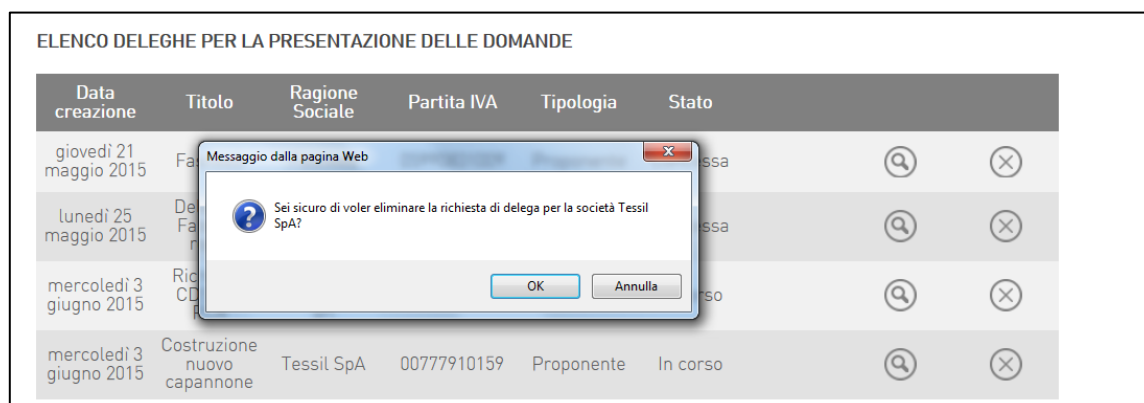 ELENCO DELEGHE PER LA PRESENTAZIONE DELLE DOMANDE
Data creazione Titolo Ragione Sociale Partita IVA Tipologia Stato
giovedì 21
maggio 2015
Messaggio dalla pagina Web
Sei sicuro di voler eliminare la richiesta di delega per la società Tessil
SpA?
lunedì 25
maggio 2015
OK Annulla
mercoledì 3
giugno 2015
mercoledì 3
giugno 2015
Costruzione
nuovo
capannone
Tessil SpA 00777910159 Proponente In corso